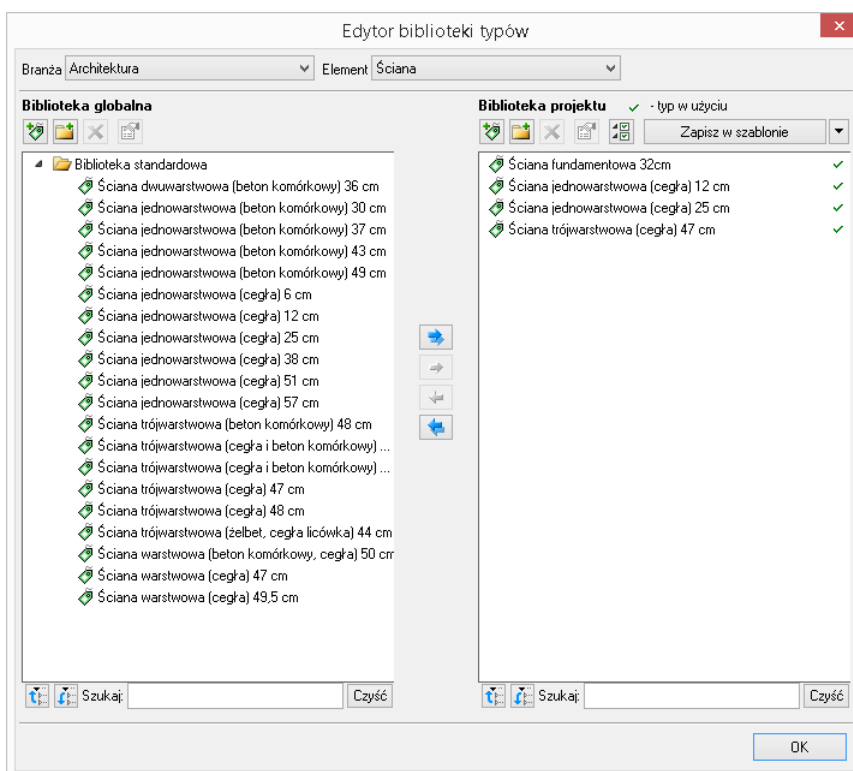 Edytor biblioteki typów
Branża Architektura Element Ściana
Biblioteka globalna
Biblioteka standardowa
Ściana dwuwarstwowa (beton komórkowy) 36 cm
Ściana jednowarstwowa (beton komórkowy) 30 cm
Ściana jednowarstwowa (beton komórkowy) 37 cm
Ściana jednowarstwowa (beton komórkowy) 43 cm
Ściana jednowarstwowa (beton komórkowy) 49 cm
Ściana jednowarstwowa (cegła) 6 cm
Ściana jednowarstwowa (cegła) 12 cm
Ściana jednowarstwowa (cegła) 25 cm
Ściana jednowarstwowa (cegła) 38 cm
Ściana jednowarstwowa (cegła) 51 cm
Ściana jednowarstwowa (cegła) 57 cm
Ściana trójwarstwowa (beton komórkowy) 48 cm
Ściana trójwarstwowa (cegła i beton komórkowy) ...
Ściana trójwarstwowa (cegła i beton komórkowy) ...
Ściana trójwarstwowa (cegła) 47 cm
Ściana trójwarstwowa (cegła) 48 cm
Ściana trójwarstwowa (żelbet, cegła licówka) 44 cm
Ściana warstwowa (beton komórkowy, cegła) 50 cm
Ściana warstwowa (cegła) 47 cm
Ściana warstwowa (cegła) 49,5 cm
Szukaj: Czyść
Biblioteka projektu ✓ - typ w użyciu
Zapisz w szablonie
Ściana fundamentowa 32cm ✓
Ściana jednowarstwowa (cegła) 12 cm ✓
Ściana jednowarstwowa (cegła) 25 cm ✓
Ściana trójwarstwowa (cegła) 47 cm ✓
Szukaj: Czyść
OK